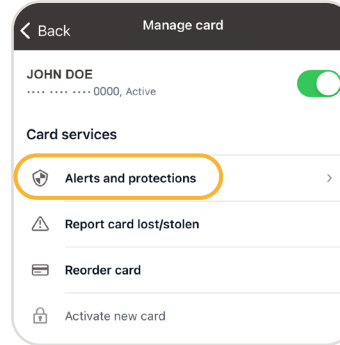 Back
Manage card
JOHN DOE
.... .... .... 0000, Active
Card services
Alerts and protections
Report card lost/stolen
Reorder card
Activate new card